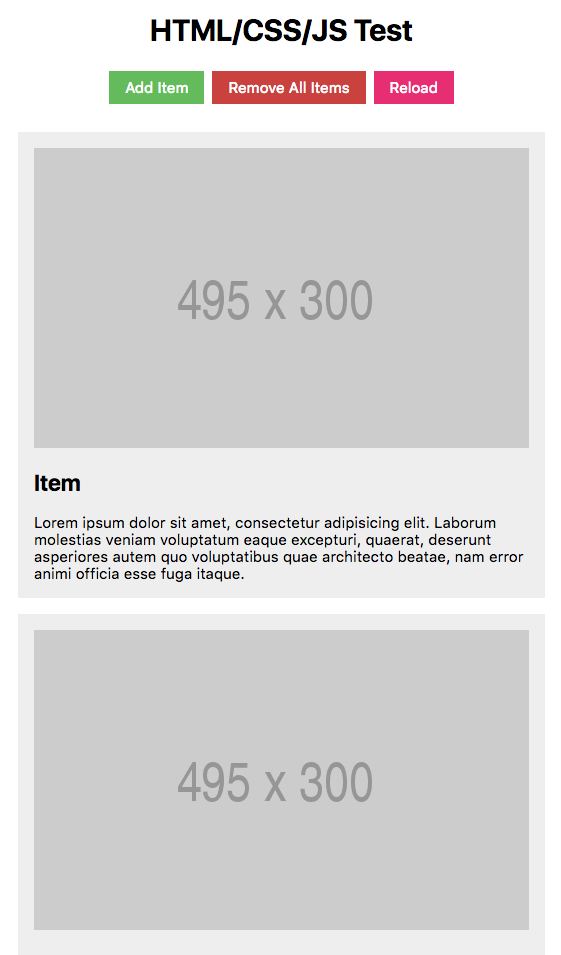 HTML/CSS/JS Test
Add Item Remove All Items Reload
495 x 300
Item
Lorem ipsum dolor sit amet, consectetur adipisicing elit. Laborum
molestias veniam voluptatum eaque excepturi, quaerat, deserunt
asperiores autem quo voluptatibus quae architecto beatae, nam error
animi officia esse fuga itaque.
495 x 300